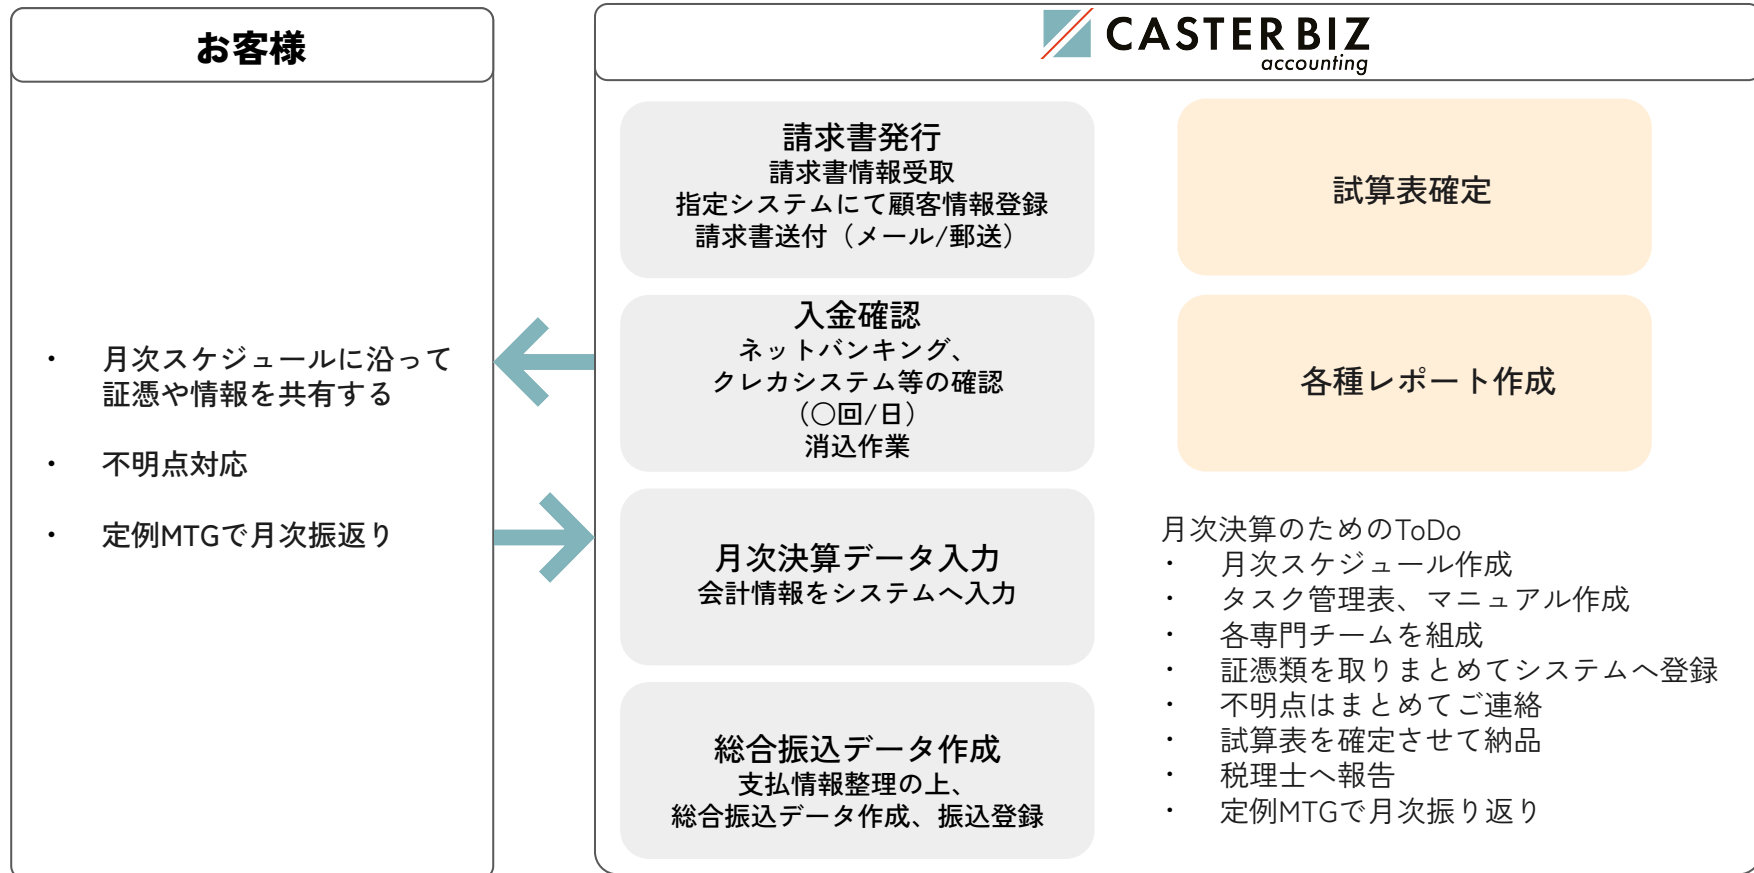 お客様
・ 月次スケジュールに沿って
証憑や情報を共有する
・ 不明点対応
・ 定例MTGで月次振返り
CASTER BIZ
accounting
請求書発行
請求書情報受取
指定システムにて顧客情報登録
請求書送付（メール/郵送）
入金確認
ネットバンキング、
クレカシステム等の確認
（〇回/日）
消込作業
月次決算データ入力
会計情報をシステムへ入力
総合振込データ作成
支払情報整理の上、
総合振込データ作成、振込登録
試算表確定
各種レポート作成
月次決算のためのToDo
・ 月次スケジュール作成
・ タスク管理表、マニュアル作成
・ 各専門チームを組成
・ 証憑類を取りまとめてシステムへ登録
・ 不明点はまとめてご連絡
・ 試算表を確定させて納品
・ 税理士へ報告
・ 定例MTGで月次振り返り